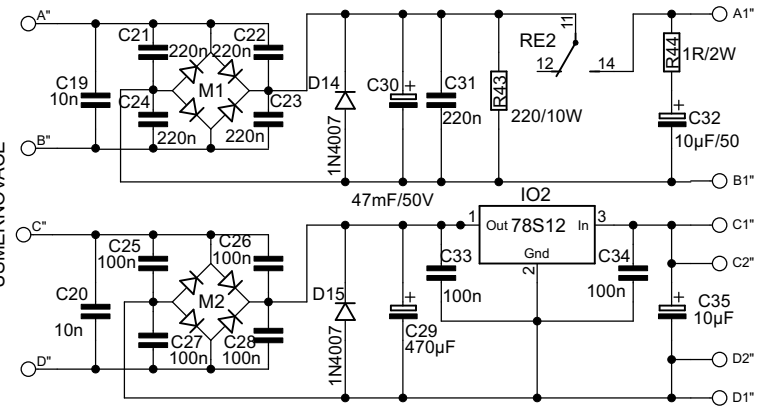 A"
C21
C22
220n
220n
C19
10n
M1
C24
C23
220n
220n
B"
D14
1N4007
C30
+
47mF/50V
C31
220n
R43
220/10W
RE2
11
12
14
R44
1R/2W
+
C32
10µF/50
A1"
B1"
C"
C25
100n
C26
100n
C20
10n
M2
C27
100n
C28
100n
D"
D15
1N4007
+
C29
470µF
C33
100n
IO2
1
Out
78S12
In
3
Gnd
2
C34
100n
+
C35
10µF
C1"
C2"
D2"
D1"